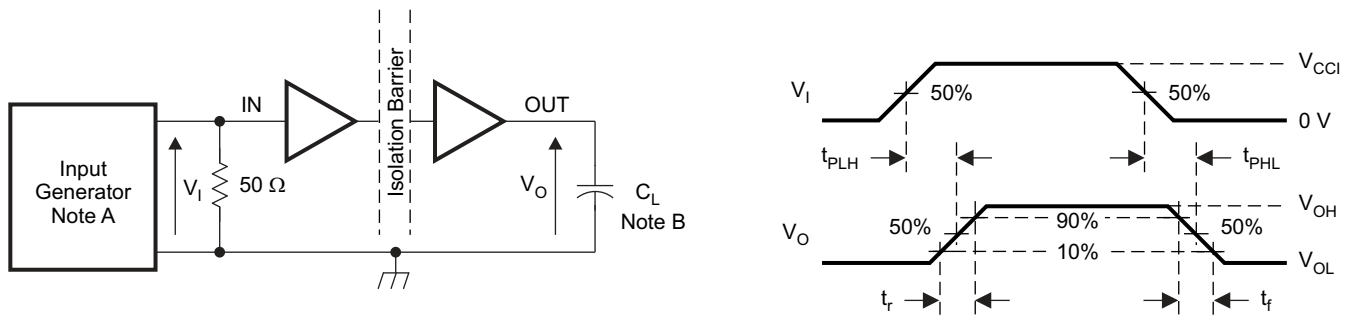 Input
Generator
Note A
V_I
50 Ω
IN
Isolation Barrier
OUT
V_O
C_L
Note B
V_I
50%
50%
V_CCI
0 V
t_PLH
t_PHL
V_O
50%
90%
10%
50%
V_OH
V_OL
t_r
t_f